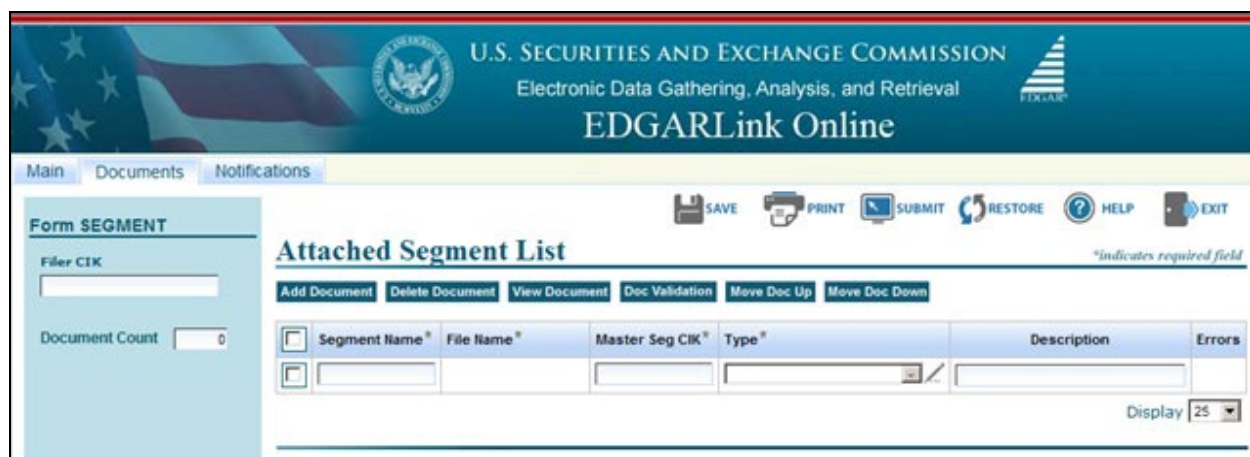 U.S. SECURITIES AND EXCHANGE COMMISSION
Electronic Data Gathering, Analysis, and Retrieval
EDGAR®
EDGARLink Online
Main Documents Notifications
SAVE PRINT SUBMIT RESTORE ? HELP EXIT
Form SEGMENT
Attached Segment List
*indicates required field
Filer CIK
Add Document Delete Document View Document Doc Validation Move Doc Up Move Doc Down
Document Count 0
Segment Name* File Name* Master Seg CIK* Type* Description Errors
Display 25